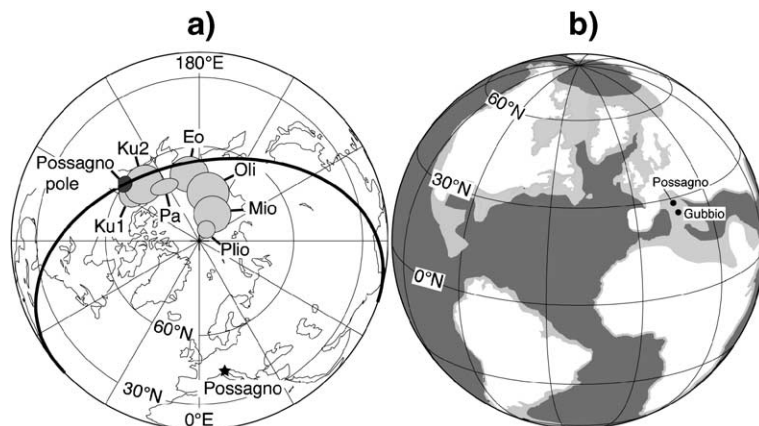 a)
b)
180°E
Ku2
Eo
Possagno
pole
Oli
Ku1
Pa
Mio
Plio
60°N
30°N
Possagno
0°E
60°N
30°N
Possagno
Gubbio
0°N